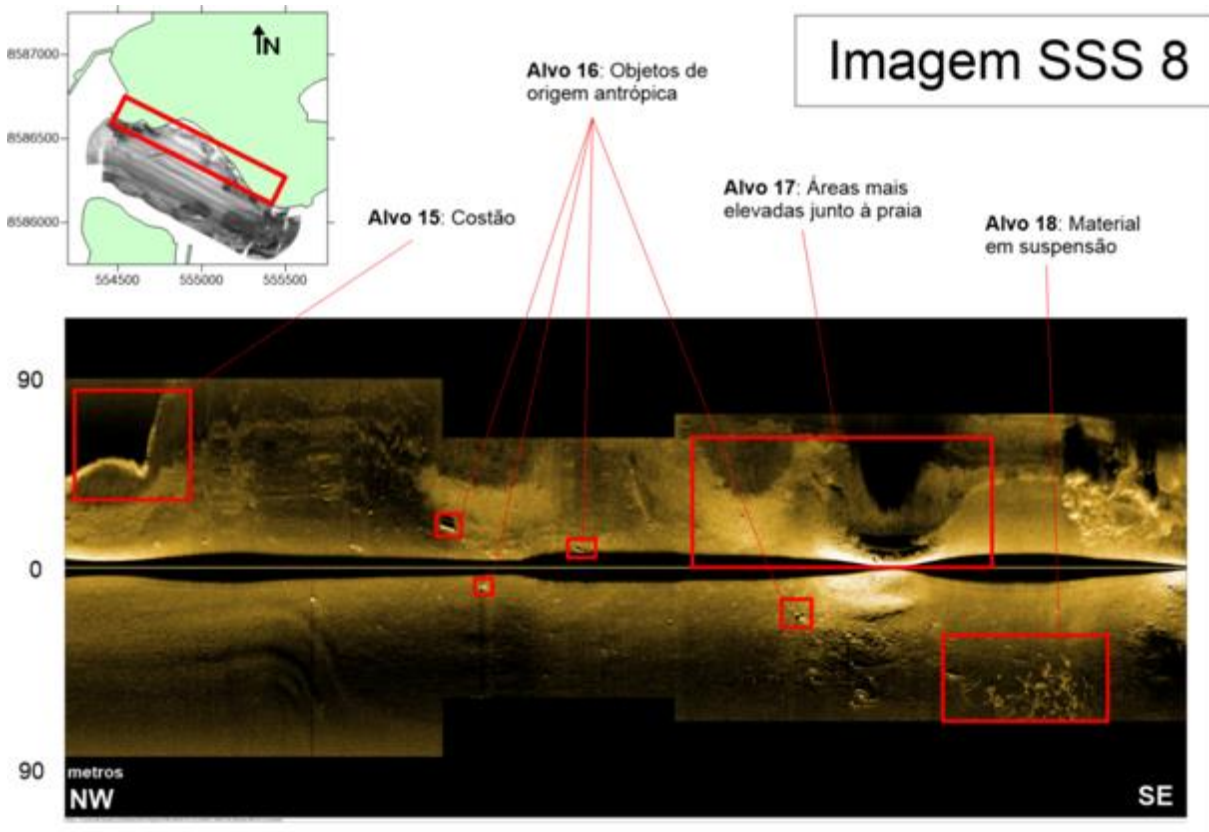 Imagem SSS 8
N
8587000
8586500
8586000
554500
555000
555500
Alvo 16: Objetos de
origem antrópica
Alvo 17: Áreas mais
elevadas junto à praia
Alvo 15: Costão
Alvo 18: Material
em suspensão
90
0
90
metros
NW
SE